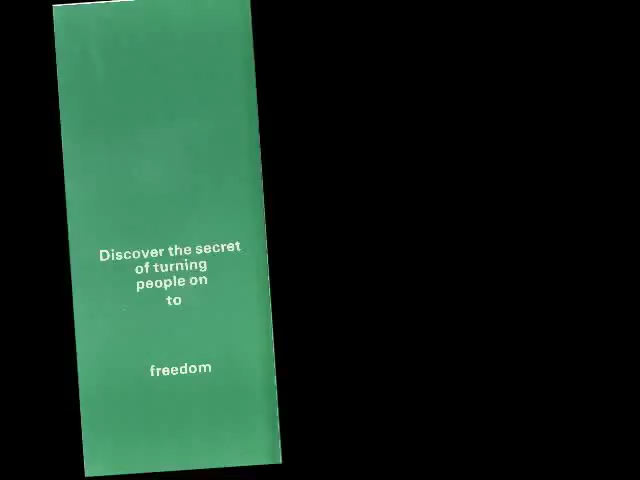 Discover the secret
of turning
people on
to
freedom